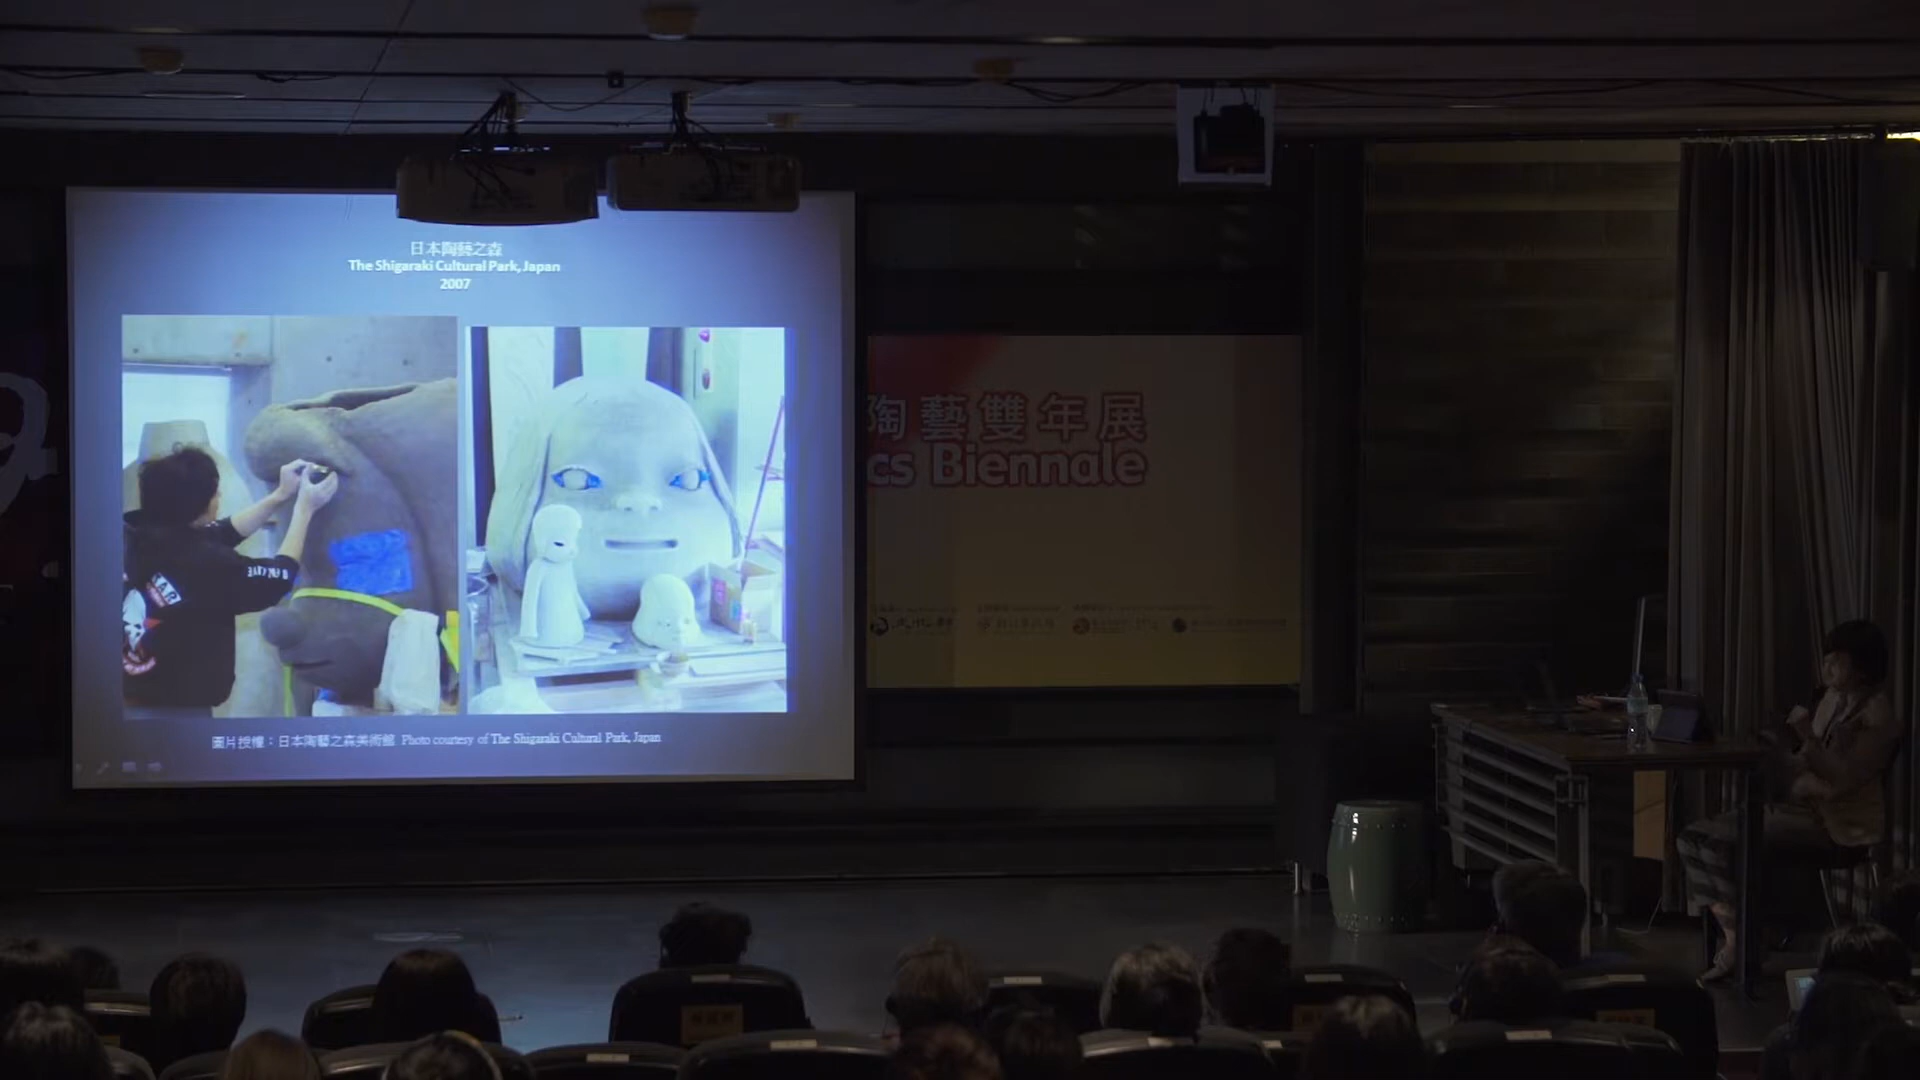 日本陶藝之森
The Shigaraki Cultural Park, Japan
2007
圖片授權：日本陶藝之森美術館 Photo courtesy of The Shigaraki Cultural Park, Japan
陶藝雙年展
cs Biennale